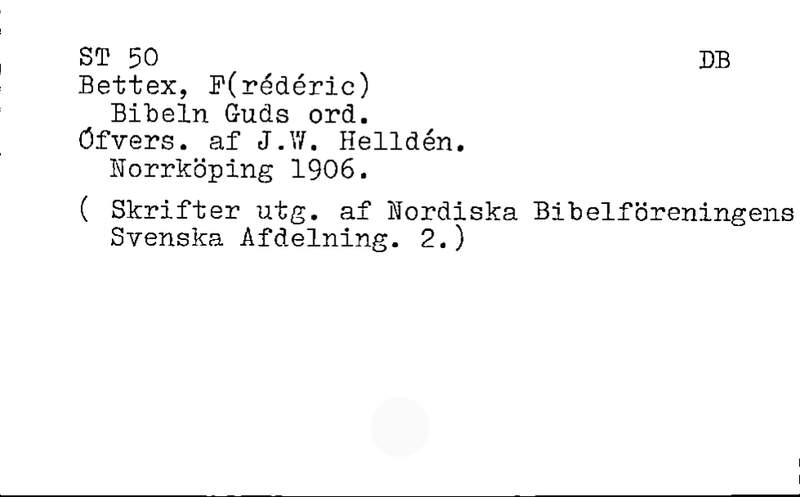 ST 50 DB
Bettex, F(rédéric)
Bibeln Guds ord.
Ófvers. af J.W. Helldén.
Norrköping 1906.
( Skrifter utg. af Nordiska Bibelföreningens
Svenska Afdelning. 2.)